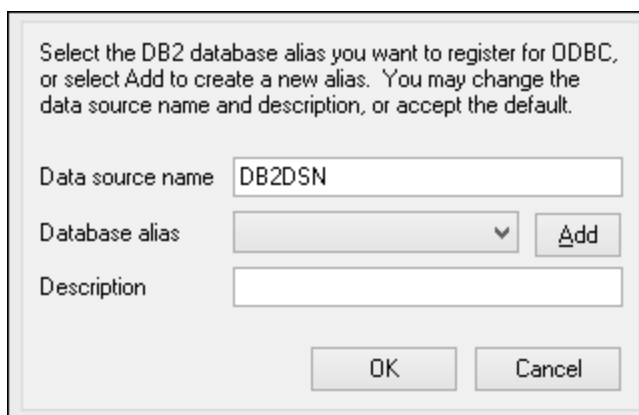 Select the DB2 database alias you want to register for ODBC,
or select Add to create a new alias. You may change the
data source name and description, or accept the default.
Data source name DB2DSN
Database alias Add
Description
OK Cancel